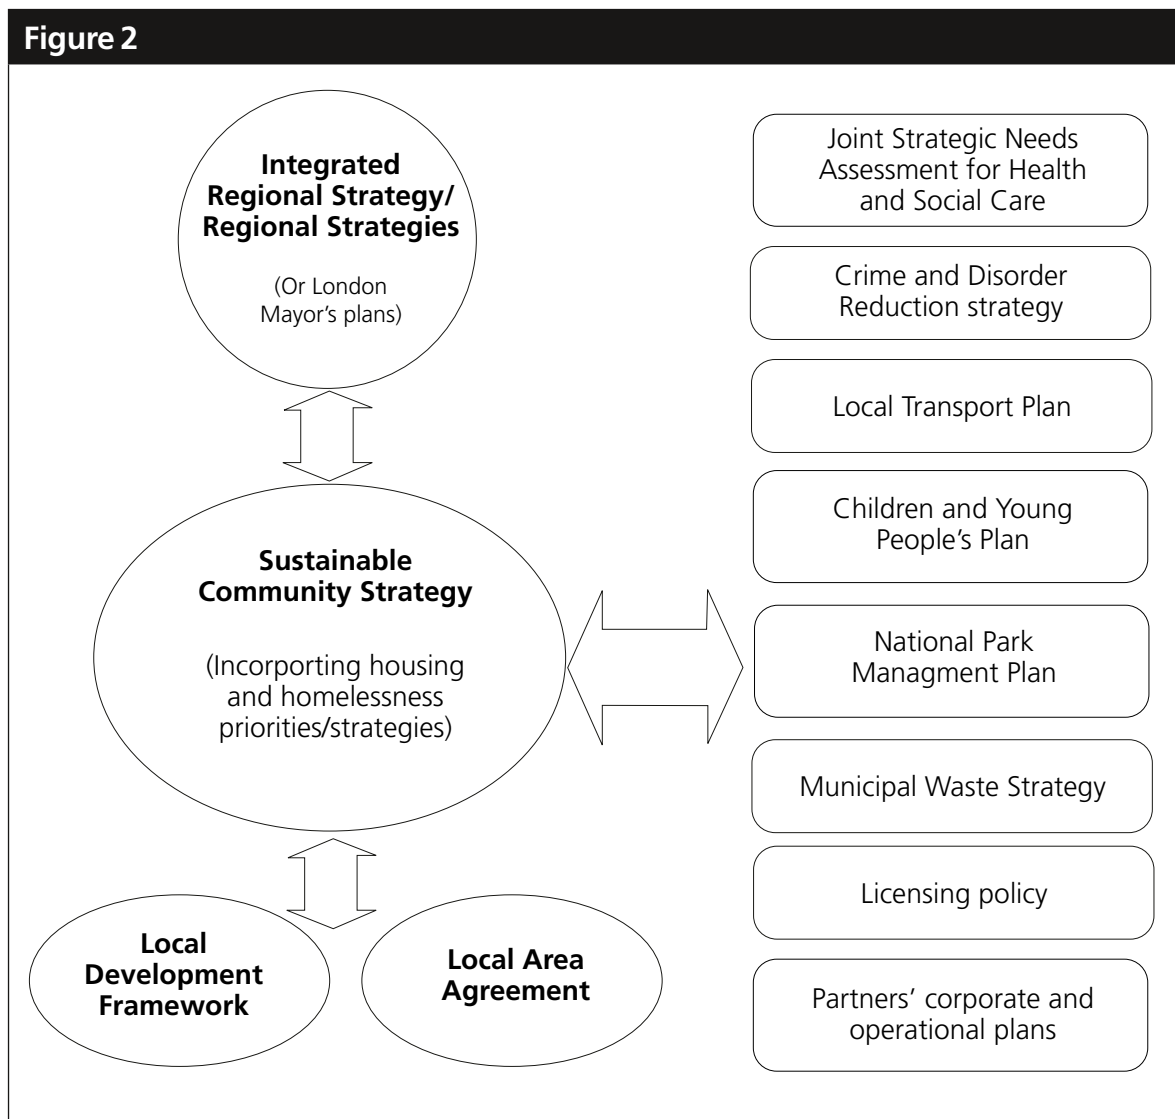 Figure 2
Integrated
Regional Strategy/
Regional Strategies
(Or London
Mayor’s plans)
Sustainable
Community Strategy
(Incorporating housing
and homelessness
priorities/strategies)
Local
Development
Framework
Local Area
Agreement
Joint Strategic Needs
Assessment for Health
and Social Care
Crime and Disorder
Reduction strategy
Local Transport Plan
Children and Young
People’s Plan
National Park
Managment Plan
Municipal Waste Strategy
Licensing policy
Partners’ corporate and
operational plans